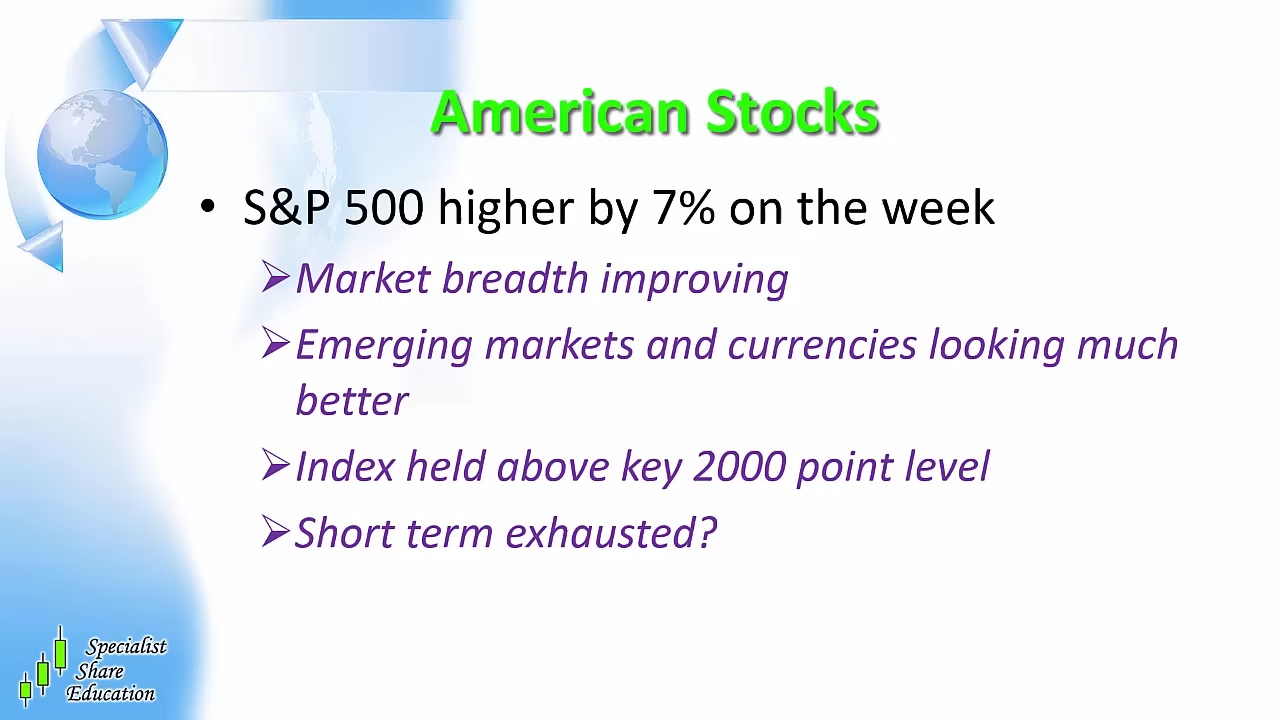 American Stocks
• S&P 500 higher by 7% on the week
➢Market breadth improving
➢Emerging markets and currencies looking much
better
➢Index held above key 2000 point level
➢Short term exhausted?
Specialist
Share
Education